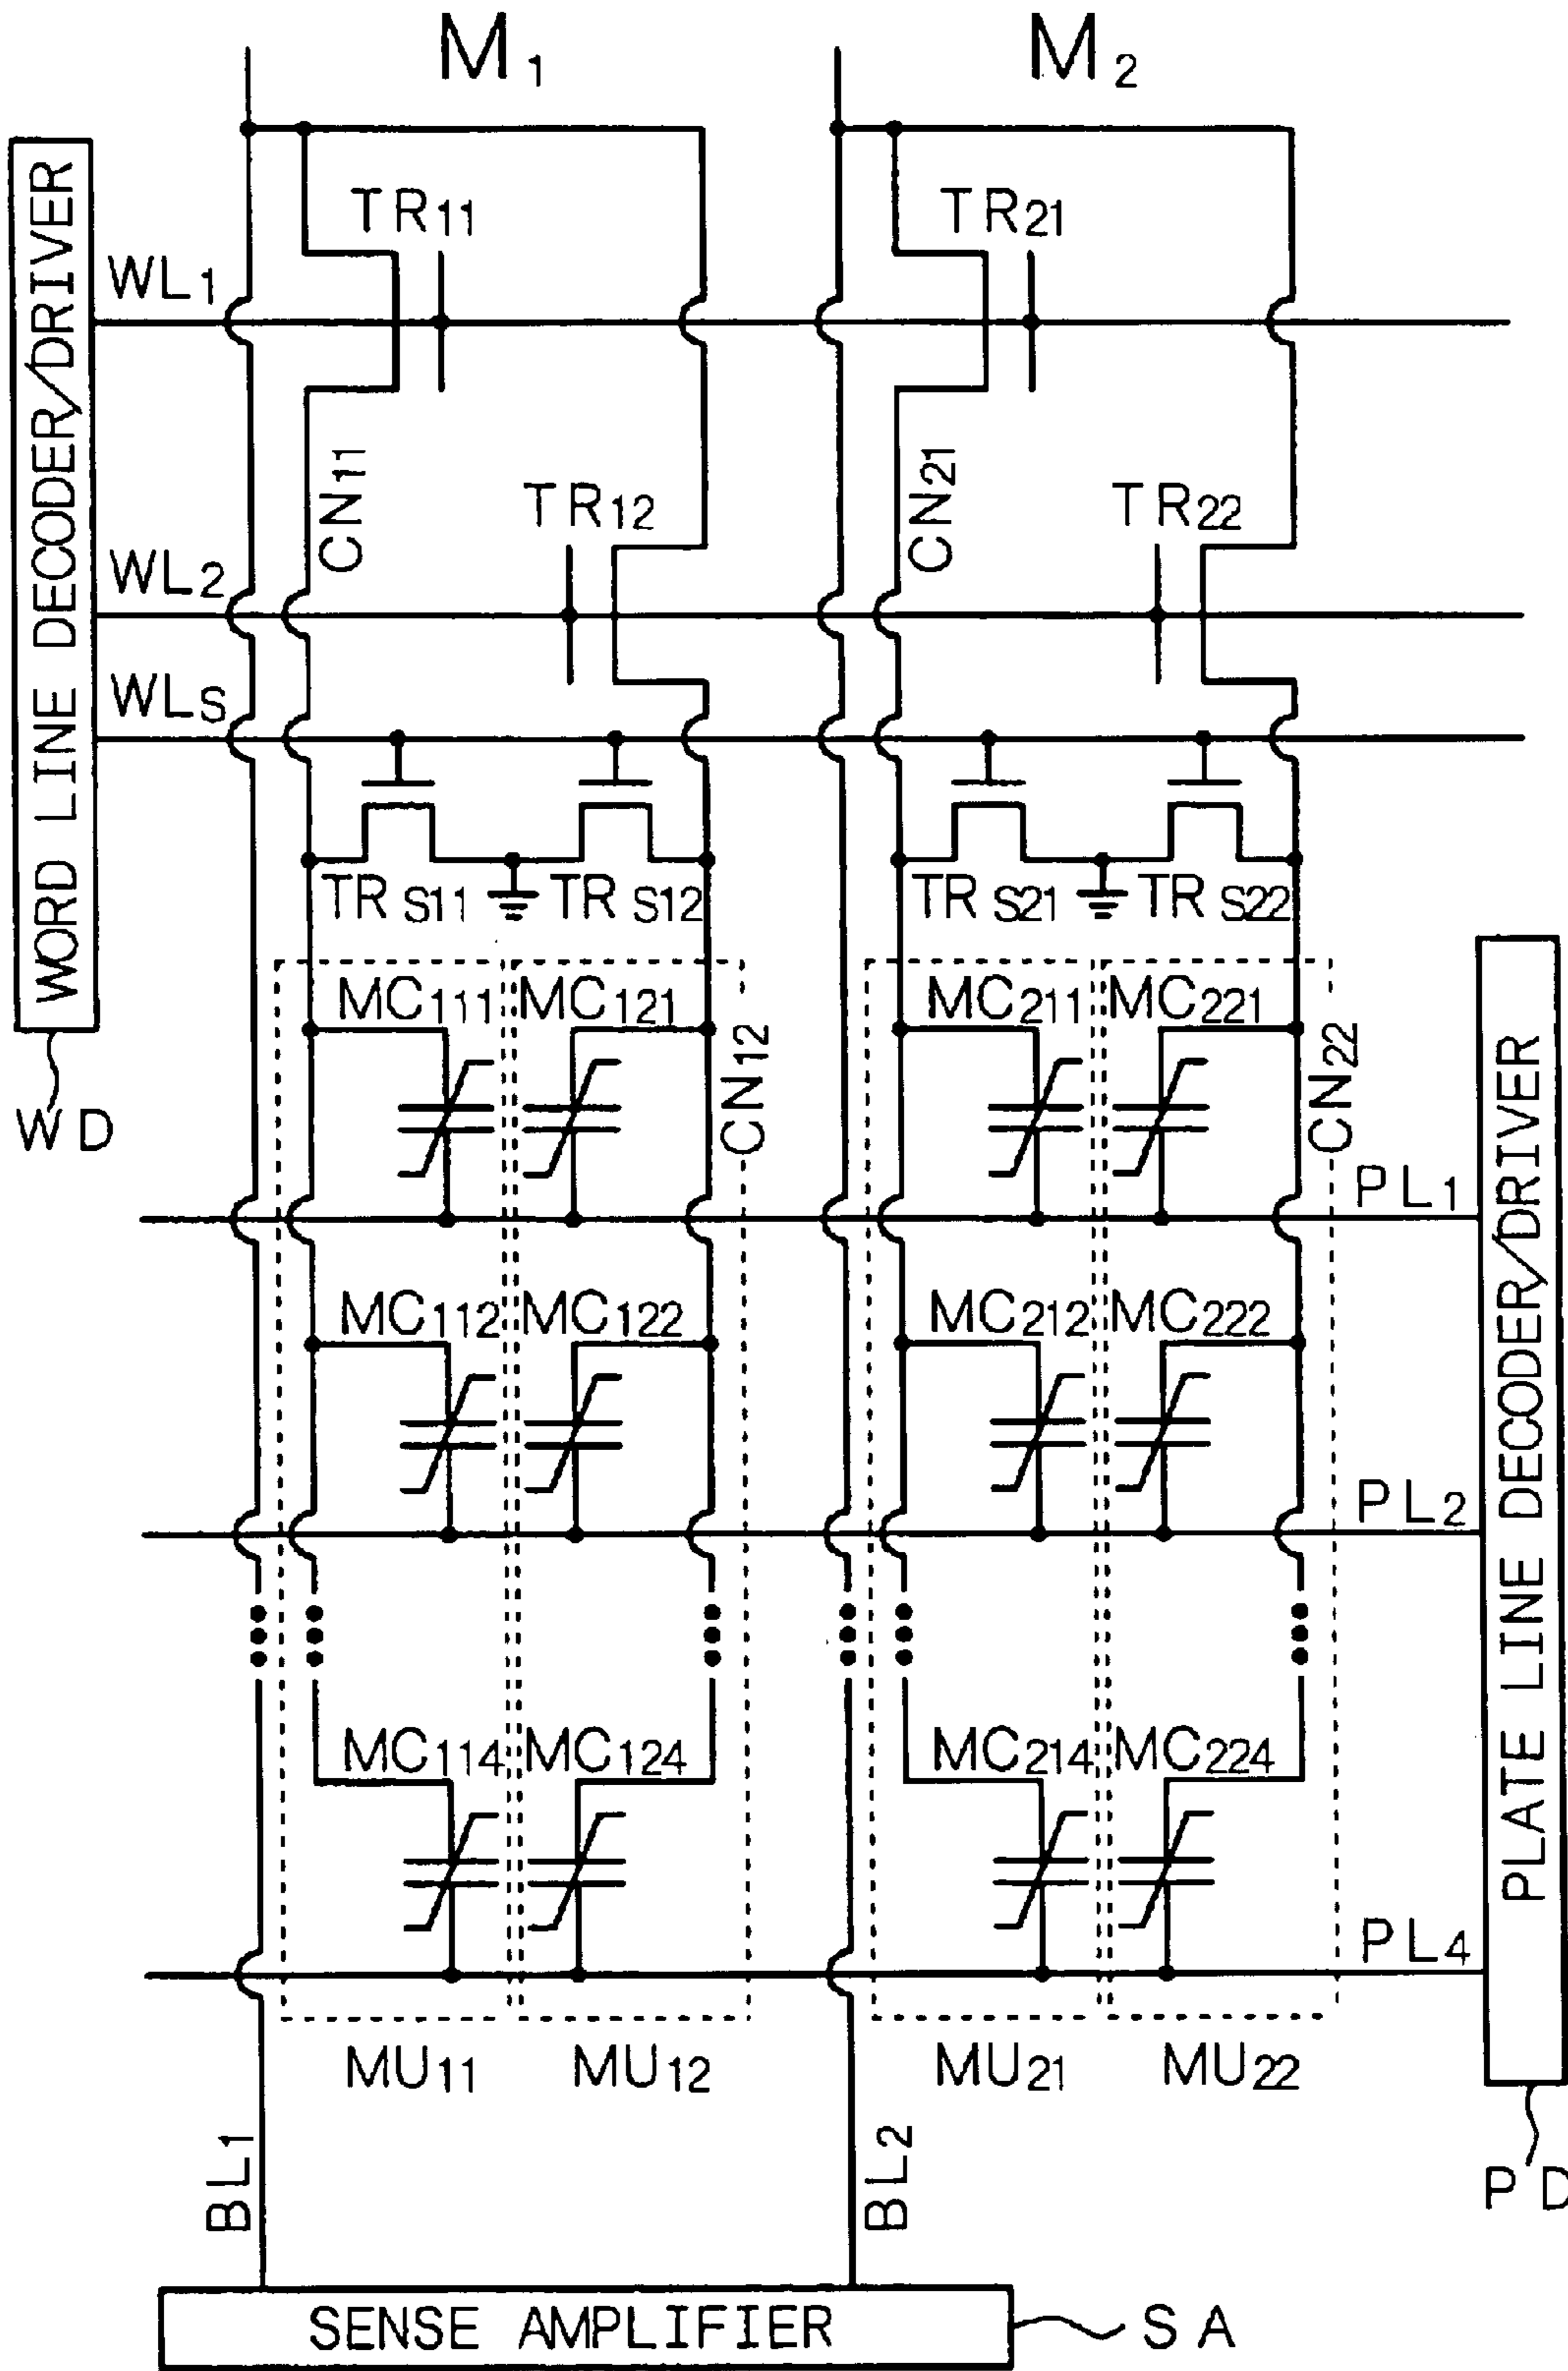 M1
M2
WORD LINE DECODER/DRIVER
TR11
TR21
WL1
CN11
CN21
TR12
TR22
WL2
WLS
TR S11
TR S12
TR S21
TR S22
MC111
MC121
MC211
MC221
CN12
CN22
WD
PLATE LINE DECODER/DRIVER
PL1
MC112
MC122
MC212
MC222
PL2
MC114
MC124
MC214
MC224
PL4
MU11
MU12
MU21
MU22
BL1
BL2
PD
SENSE AMPLIFIER
SA